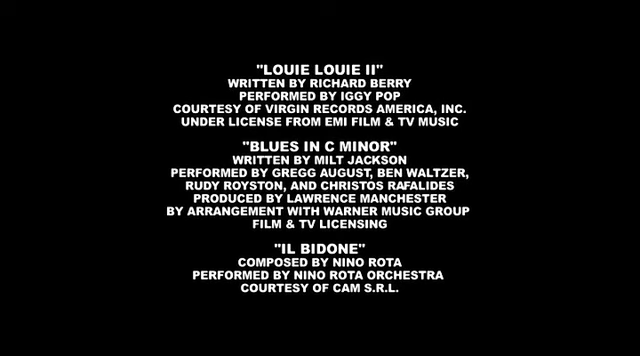 "LOUIE LOUIE II"
WRITTEN BY RICHARD BERRY
PERFORMED BY IGGY POP
COURTESY OF VIRGIN RECORDS AMERICA, INC.
UNDER LICENSE FROM EMI FILM & TV MUSIC
"BLUES IN C MINOR"
WRITTEN BY MILT JACKSON
PERFORMED BY GREGG AUGUST, BEN WALTZER,
RUDY ROYSTON, AND CHRISTOS RAFALIDES
PRODUCED BY LAWRENCE MANCHESTER
BY ARRANGEMENT WITH WARNER MUSIC GROUP
FILM & TV LICENSING
"IL BIDONE"
COMPOSED BY NINO ROTA
PERFORMED BY NINO ROTA ORCHESTRA
COURTESY OF CAM S.R.L.